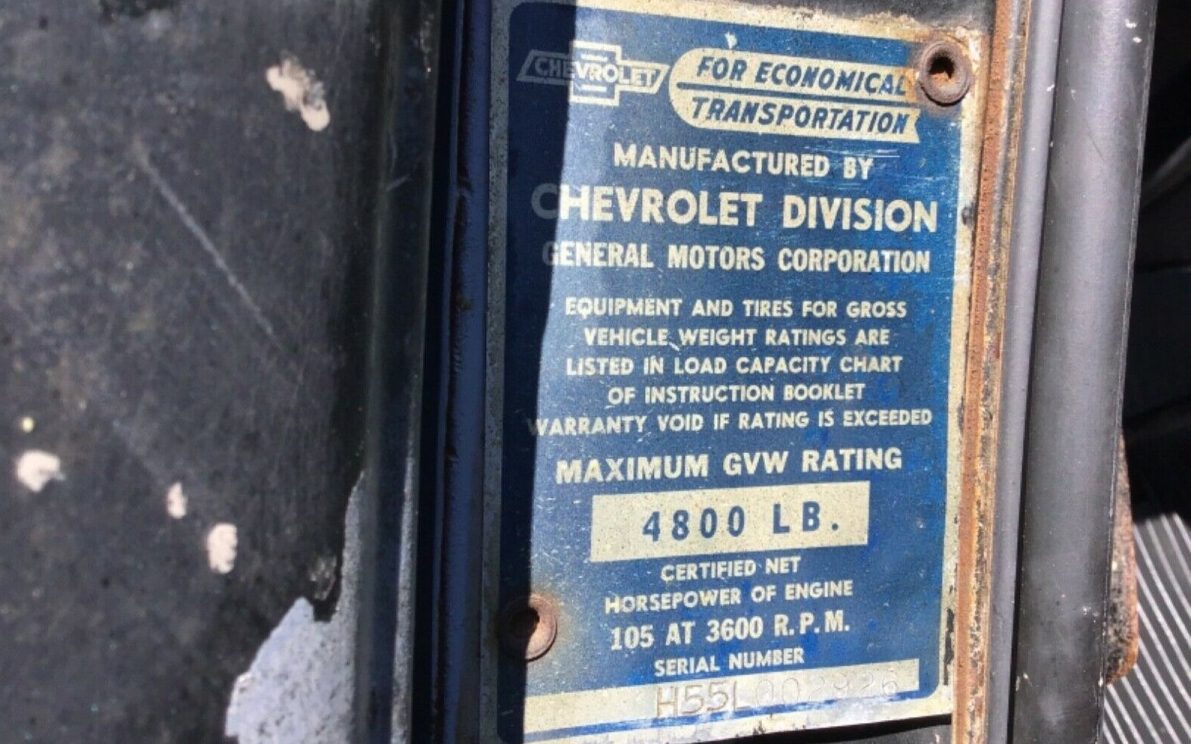 CHEVROLET
FOR ECONOMICAL
TRANSPORTATION
MANUFACTURED BY
CHEVROLET DIVISION
GENERAL MOTORS CORPORATION
EQUIPMENT AND TIRES FOR GROSS
VEHICLE WEIGHT RATINGS ARE
LISTED IN LOAD CAPACITY CHART
OF INSTRUCTION BOOKLET
WARRANTY VOID IF RATING IS EXCEEDED
MAXIMUM GVW RATING
4800 LB.
CERTIFIED NET
HORSEPOWER OF ENGINE
105 AT 3600 R.P.M.
SERIAL NUMBER
H55L002926